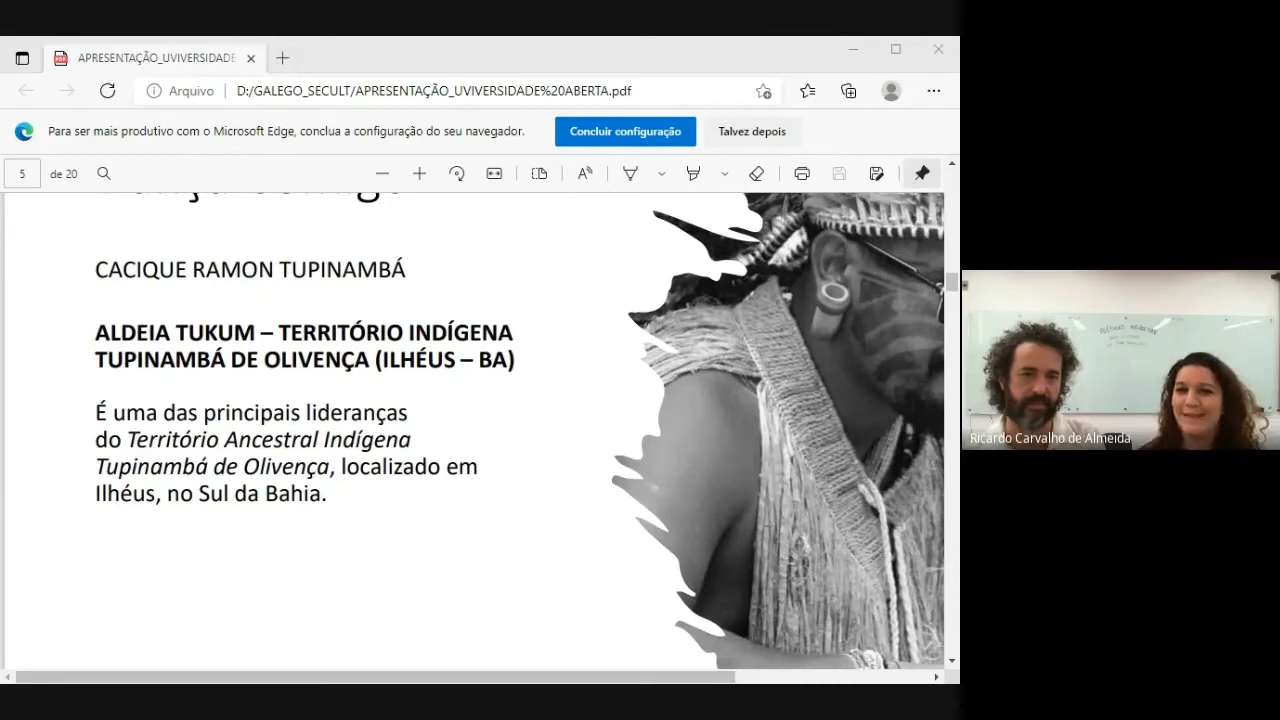 APRESENTAÇÃO_UVIVERSIDADE
Arquivo
D:/GALEGO_SECULT/APRESENTAÇÃO_UVIVERSIDADE%20ABERTA.pdf
Para ser mais produtivo com o Microsoft Edge, conclua a configuração do seu navegador.
Concluir configuração
Talvez depois
5 de 20
CACIQUE RAMON TUPINAMBÁ
ALDEIA TUKUM – TERRITÓRIO INDÍGENA
TUPINAMBÁ DE OLIVENÇA (ILHÉUS – BA)
É uma das principais lideranças
do Território Ancestral Indígena
Tupinambá de Olivença, localizado em
Ilhéus, no Sul da Bahia.
Ricardo Carvalho de Almeida